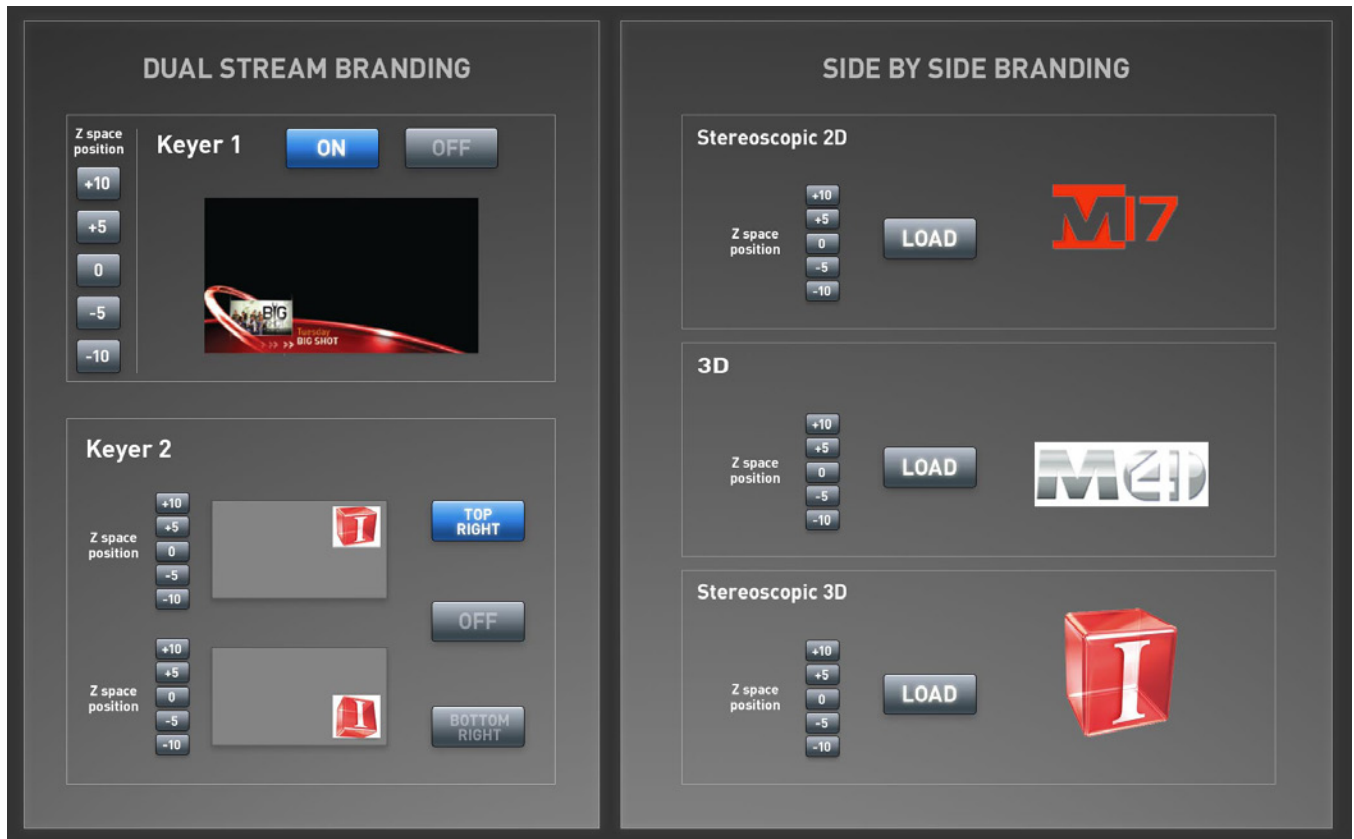 DUAL STREAM BRANDING
Z space
position
+10
+5
0
-5
-10
Keyer 1
ON
OFF
BIG
Tuesday
>>> >> BIG SHOT
Keyer 2
Z space
position
+10
+5
0
-5
-10
I
TOP
RIGHT
OFF
Z space
position
+10
+5
0
-5
-10
I
BOTTOM
RIGHT
SIDE BY SIDE BRANDING
Stereoscopic 2D
Z space
position
+10
+5
0
-5
-10
LOAD
M17
3D
Z space
position
+10
+5
0
-5
-10
LOAD
M4D
Stereoscopic 3D
Z space
position
+10
+5
0
-5
-10
LOAD
I